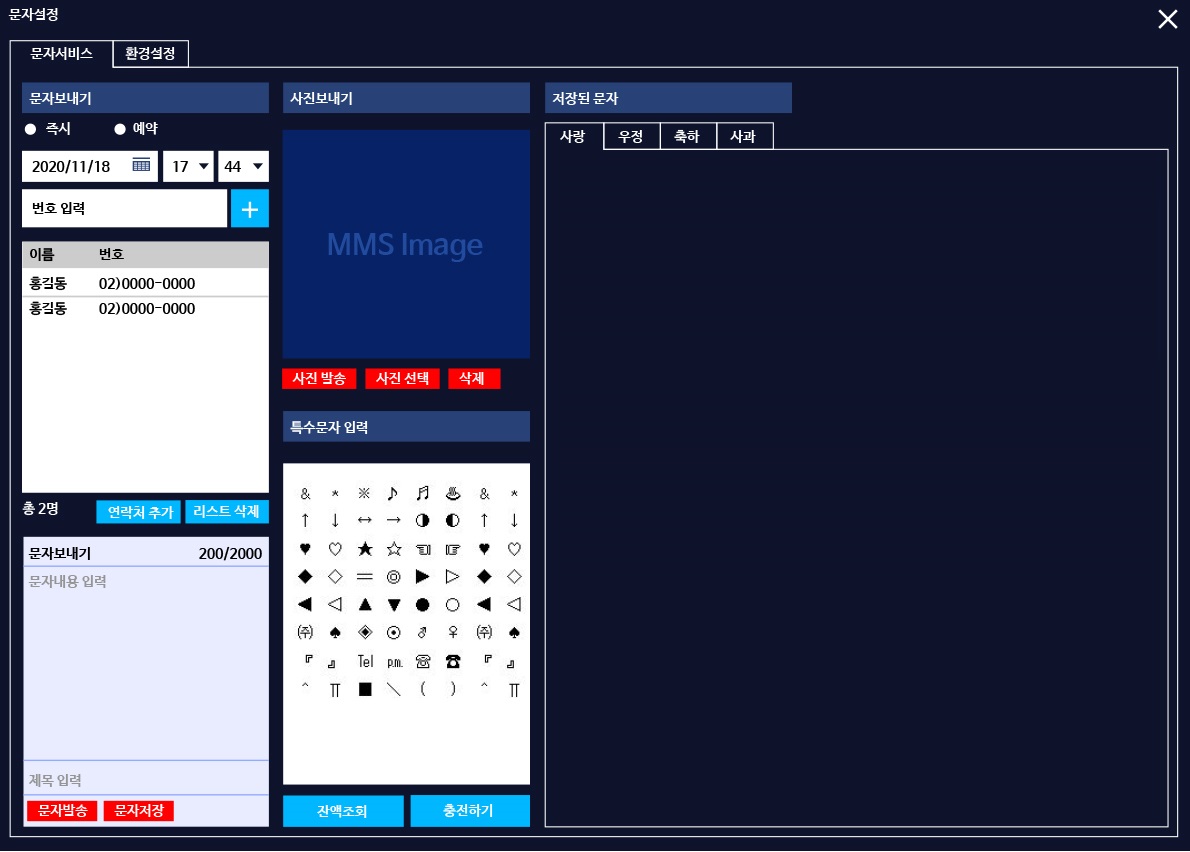 문자설정
문자서비스 환경설정
문자보내기
즉시 예약
2020/11/18 17 44
번호 입력 +
이름 번호
홍길동 02)0000-0000
홍길동 02)0000-0000
총 2명 연락처 추가 리스트 삭제
문자보내기 200/2000
문자내용 입력
제목 입력
문자발송 문자저장
사진보내기
MMS Image
사진 발송 사진 선택 삭제
특수문자 입력
& * ※ ♪ ♬ ♨ & *
↑ ↓ ↔ → ◑ ◐ ↑ ↓
♥ ♡ ★ ☆ ☜ ☞ ♥ ♡
◆ ◇ = ◎ ▶ ▷ ◆ ◇
◀ ◁ ▲ ▼ ● ○ ◀ ◁
㈜ ♠ ◈ ⊙ ♂ ♀ ㈜ ♠
『 』 ℡ ㏘ ☏ ☎ 『 』
^ ㅠ ■ \ ( ) ^ ㅠ
잔액조회 충전하기
저장된 문자
사랑 우정 축하 사과